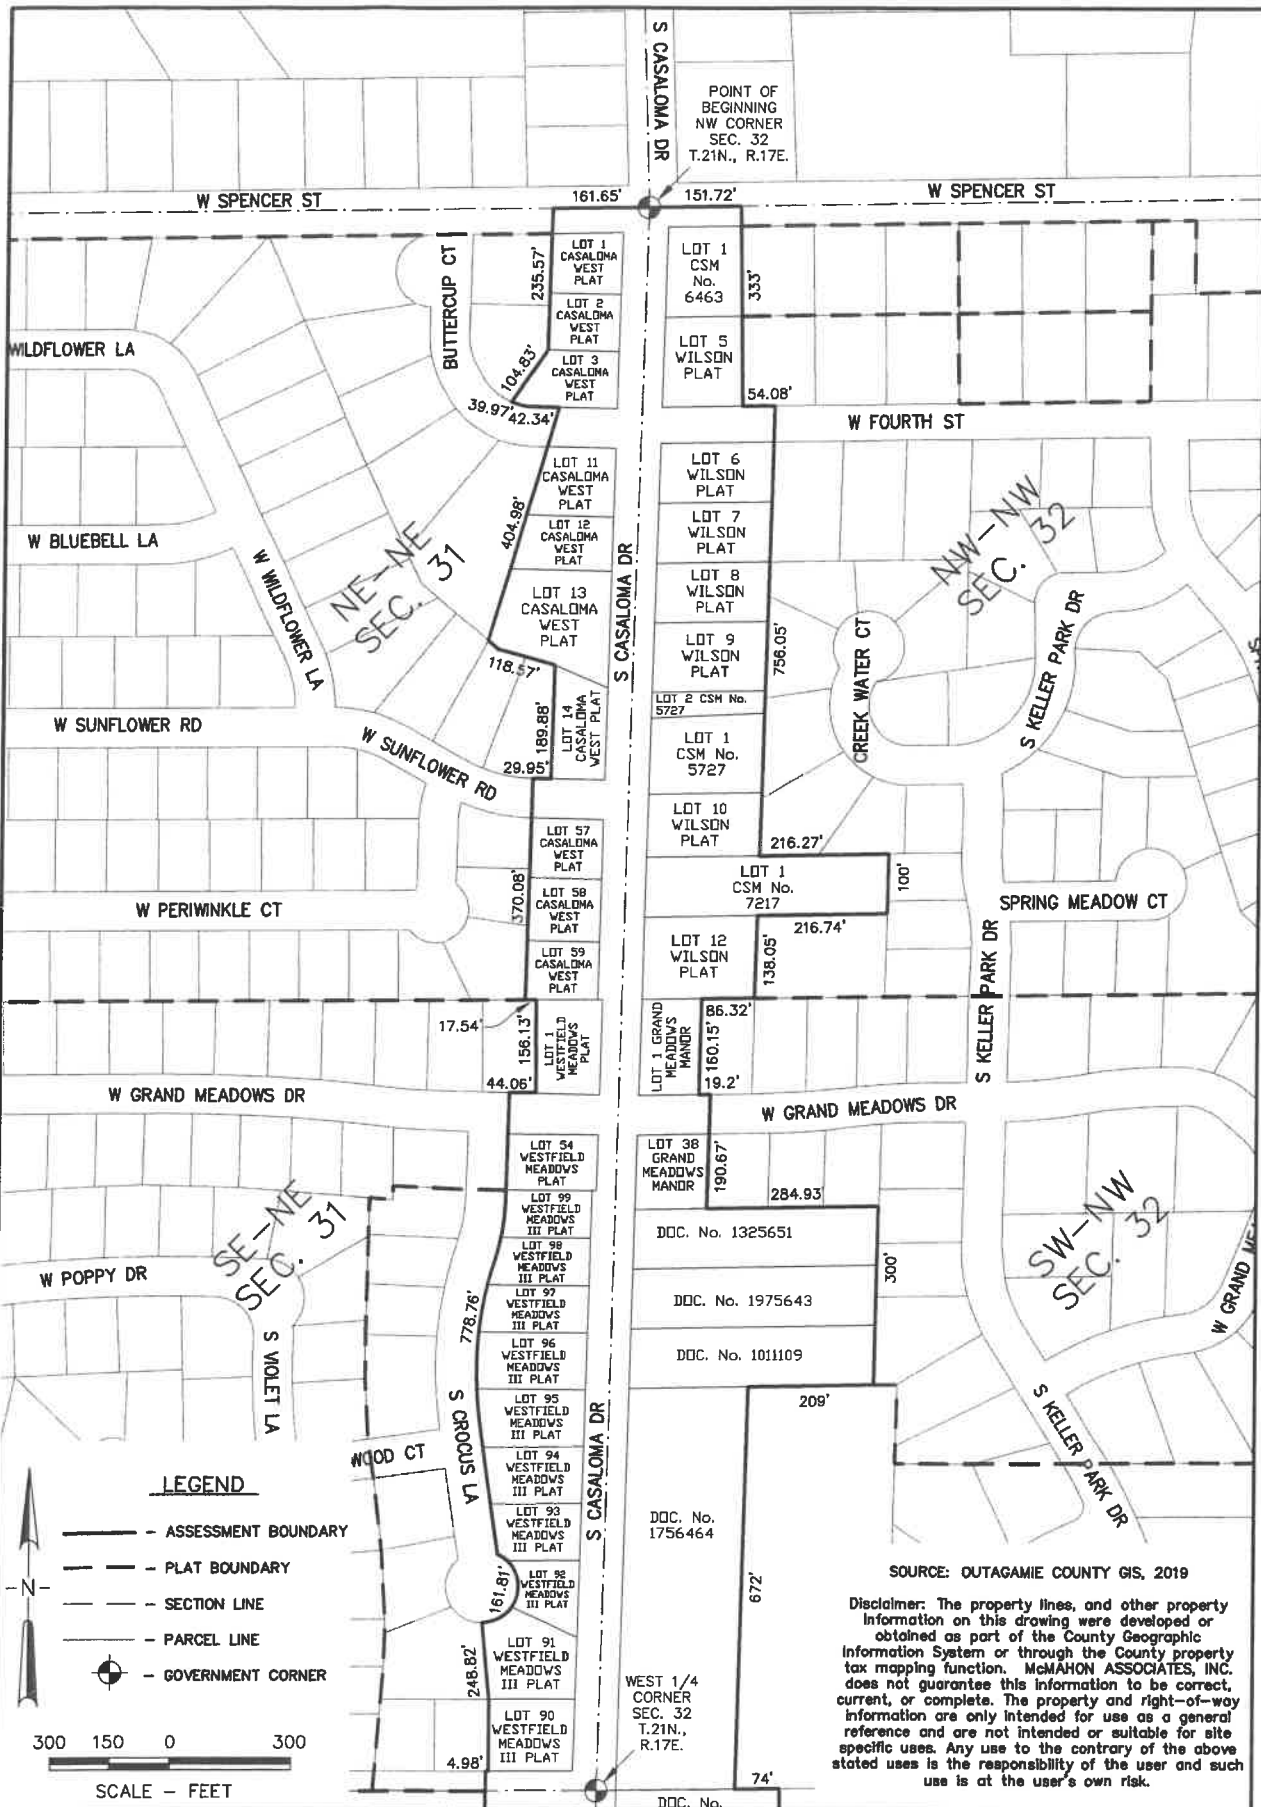 S CASALOMA DR
POINT OF
BEGINNING
NW CORNER
SEC. 32
T.21N., R.17E.
W SPENCER ST
161.65'
151.72'
W SPENCER ST
BUTTERCUP CT
235.57'
LOT 1
CASALOMA
WEST
PLAT
LOT 1
CSM
No.
6463
333'
LOT 2
CASALOMA
WEST
PLAT
WILDFLOWER LA
104.83'
LOT 3
CASALOMA
WEST
PLAT
LOT 5
WILSON
PLAT
54.08'
39.97'
42.34'
W FOURTH ST
LOT 11
CASALOMA
WEST
PLAT
LOT 6
WILSON
PLAT
404.98'
LOT 12
CASALOMA
WEST
PLAT
LOT 7
WILSON
PLAT
NW-NW
SEC. 32
W BLUEBELL LA
NE-NE
SEC. 31
W WILDFLOWER LA
LOT 13
CASALOMA
WEST
PLAT
S CASALOMA DR
LOT 8
WILSON
PLAT
LOT 9
WILSON
PLAT
756.05'
CREEK WATER CT
S KELLER PARK DR
118.57'
LOT 2 CSM No.
5727
W SUNFLOWER RD
W SUNFLOWER RD
189.88'
LOT 14
CASALOMA
WEST PLAT
29.95'
LOT 1
CSM No.
5727
LOT 10
WILSON
PLAT
216.27'
LOT 57
CASALOMA
WEST
PLAT
370.08'
LOT 1
CSM No.
7217
100'
W PERIWINKLE CT
LOT 58
CASALOMA
WEST
PLAT
SPRING MEADOW CT
216.74'
LOT 59
CASALOMA
WEST
PLAT
LOT 12
WILSON
PLAT
138.05'
S KELLER PARK DR
17.54'
156.13'
LOT 1
WESTFIELD
MEADOWS
PLAT
LOT 1 GRAND
MEADOWS
MANOR
86.32'
160.15'
44.06'
19.2'
W GRAND MEADOWS DR
W GRAND MEADOWS DR
LOT 54
WESTFIELD
MEADOWS
PLAT
LOT 38
GRAND
MEADOWS
MANOR
190.67'
284.93'
SE-NE
SEC. 31
LOT 99
WESTFIELD
MEADOWS
III PLAT
DOC. No. 1325651
SW-NW
SEC. 32
LOT 98
WESTFIELD
MEADOWS
III PLAT
300'
W POPPY DR
778.76'
LOT 97
WESTFIELD
MEADOWS
III PLAT
DOC. No. 1975643
W GRAND
S VIOLET LA
LOT 96
WESTFIELD
MEADOWS
III PLAT
DOC. No. 1011109
S CROCUS LA
LOT 95
WESTFIELD
MEADOWS
III PLAT
S CASALOMA DR
209'
S KELLER PARK DR
WOOD CT
LOT 94
WESTFIELD
MEADOWS
III PLAT
LOT 93
WESTFIELD
MEADOWS
III PLAT
DOC. No.
1756464
672'
LOT 92
WESTFIELD
MEADOWS
III PLAT
161.81'
LOT 91
WESTFIELD
MEADOWS
III PLAT
248.82'
WEST 1/4
CORNER
SEC. 32
T.21N.,
R.17E.
LOT 90
WESTFIELD
MEADOWS
III PLAT
4.98'
74'
DOC. No.
LEGEND
- ASSESSMENT BOUNDARY
- PLAT BOUNDARY
- SECTION LINE
- PARCEL LINE
- GOVERNMENT CORNER
-N-
300 150 0 300
SCALE - FEET
SOURCE: OUTAGAMIE COUNTY GIS, 2019
Disclaimer: The property lines, and other property
information on this drawing were developed or
obtained as part of the County Geographic
Information System or through the County property
tax mapping function. McMAHON ASSOCIATES, INC.
does not guarantee this information to be correct,
current, or complete. The property and right-of-way
information are only intended for use as a general
reference and are not intended or suitable for site
specific uses. Any use to the contrary of the above
stated uses is the responsibility of the user and such
use is at the user's own risk.